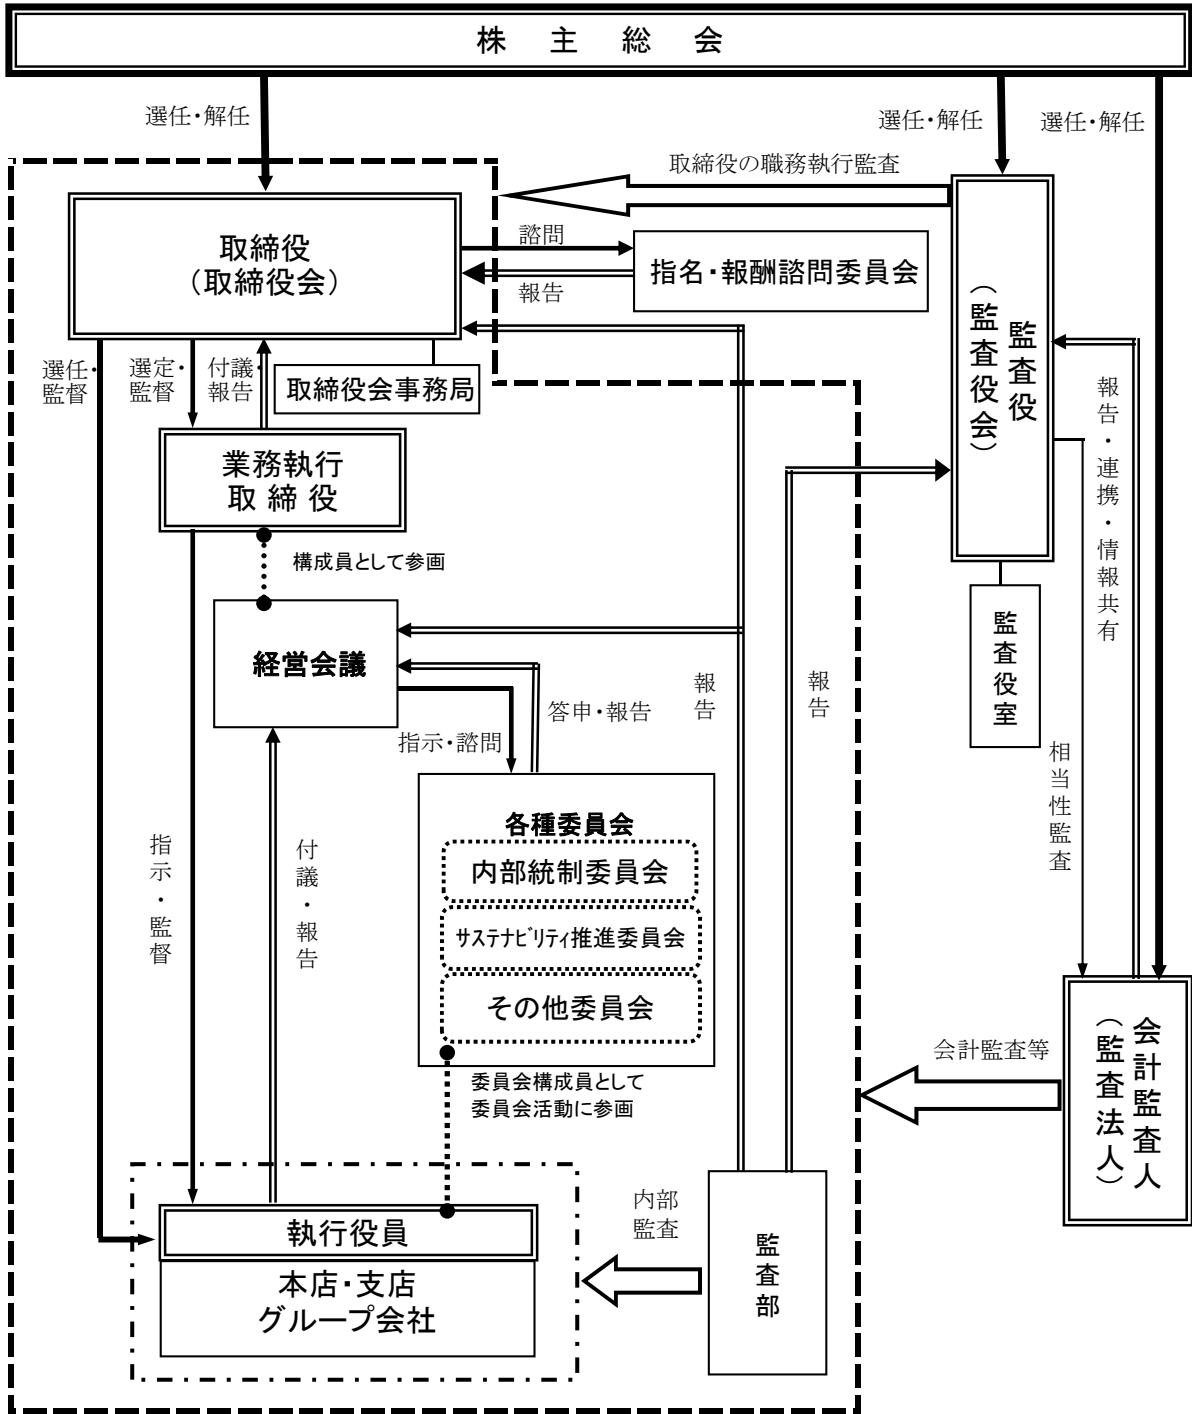 株主総会
選任・解任
選任・解任
選任・解任
取締役の職務執行監査
取締役
（取締役会）
諮問
報告
指名・報酬諮問委員会
監査役
（監査役会）
選任・
監督
選定・
監督
付議・
報告
取締役会事務局
業務執行
取締役
構成員として参画
報告・連携・情報共有
監査役室
経営会議
答申・報告
指示・諮問
報告
報告
相当性監査
各種委員会
内部統制委員会
サステナビリティ推進委員会
その他委員会
指示・監督
付議・報告
委員会構成員として
委員会活動に参画
会計監査等
会計監査人
（監査法人）
執行役員
本店・支店
グループ会社
内部
監査
監査部